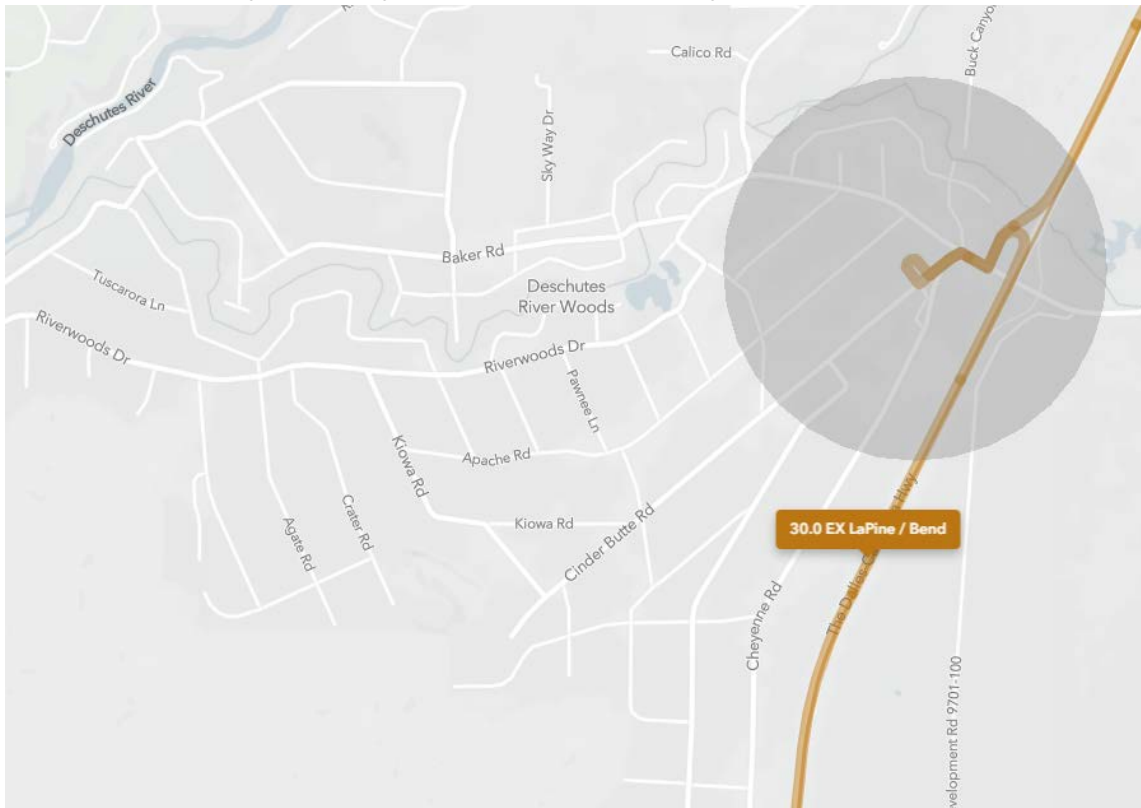 Calico Rd
Buck Canyo
Deschutes River
Sky Way Dr
Baker Rd
Deschutes
River Woods
Tuscarora Ln
Riverwoods Dr
Riverwoods Dr
Pawnee Ln
Kiowa Rd
Apache Rd
Crater Rd
Agate Rd
Kiowa Rd
Cinder Butte Rd
30.0 EX LaPine / Bend
The Dalles C
Hwy
Cheyenne Rd
velopment Rd 9701-100